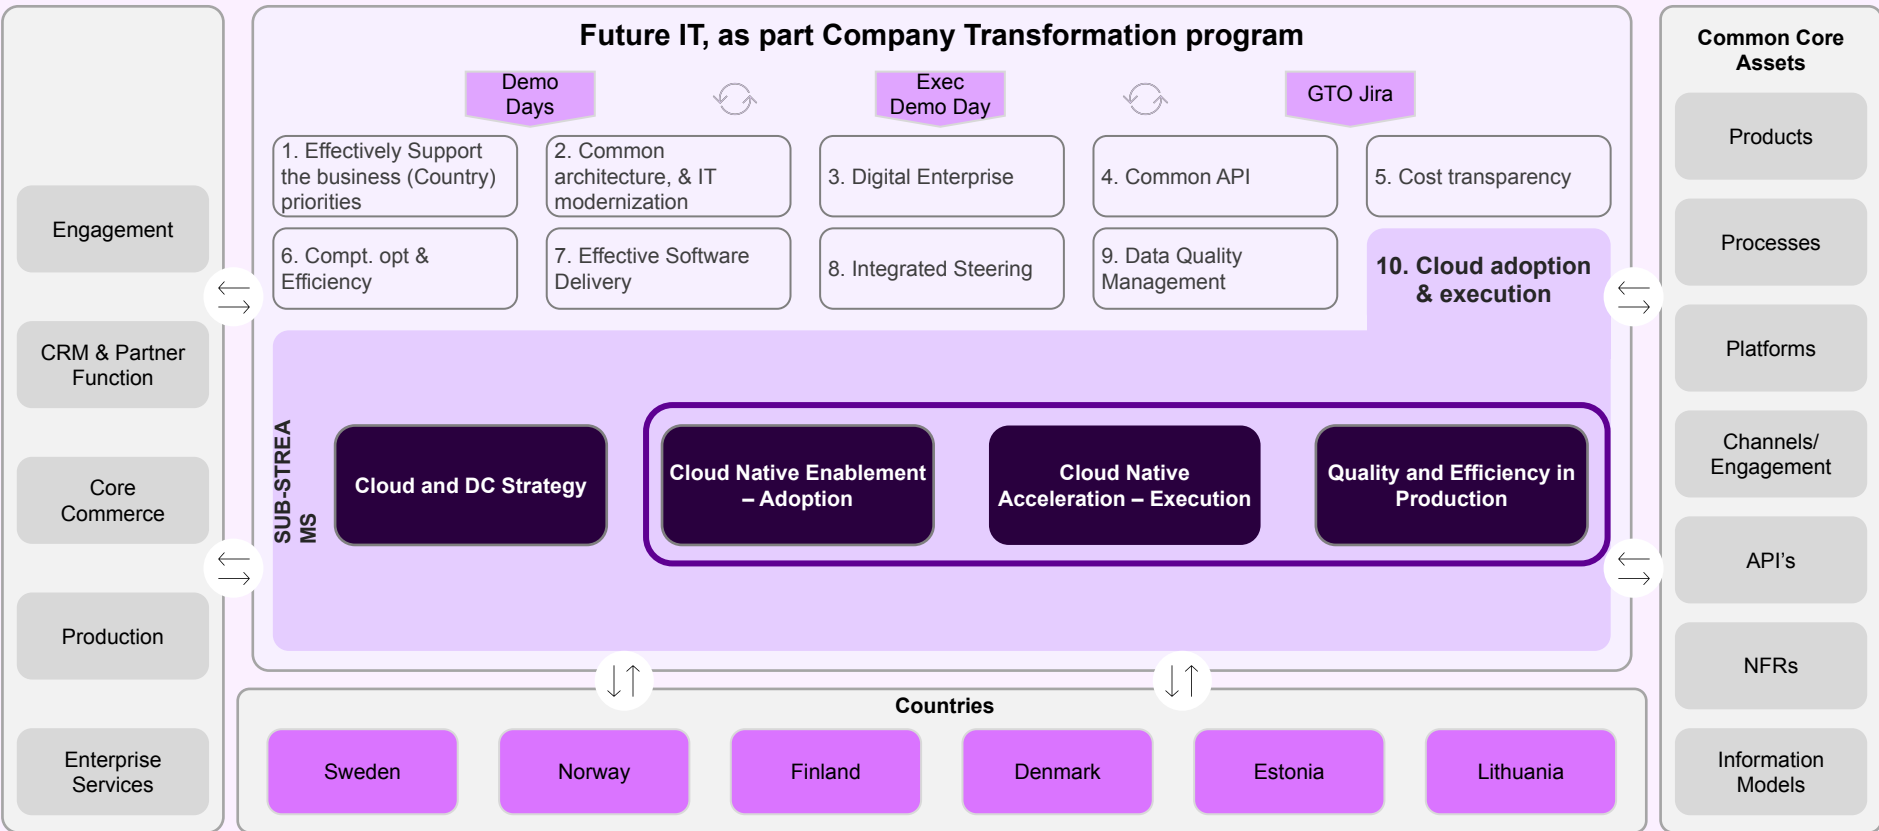 Future IT, as part Company Transformation program
Demo
Days
Exec
Demo Day
GTO Jira
1. Effectively Support
the business (Country)
priorities
2. Common
architecture, & IT
modernization
3. Digital Enterprise
4. Common API
5. Cost transparency
6. Compt. opt &
Efficiency
7. Effective Software
Delivery
8. Integrated Steering
9. Data Quality
Management
10. Cloud adoption
& execution
SUB-STREA
MS
Cloud and DC Strategy
Cloud Native Enablement
– Adoption
Cloud Native
Acceleration – Execution
Quality and Efficiency in
Production
Engagement
CRM & Partner
Function
Core
Commerce
Production
Enterprise
Services
Common Core
Assets
Products
Processes
Platforms
Channels/
Engagement
API’s
NFRs
Information
Models
Countries
Sweden
Norway
Finland
Denmark
Estonia
Lithuania